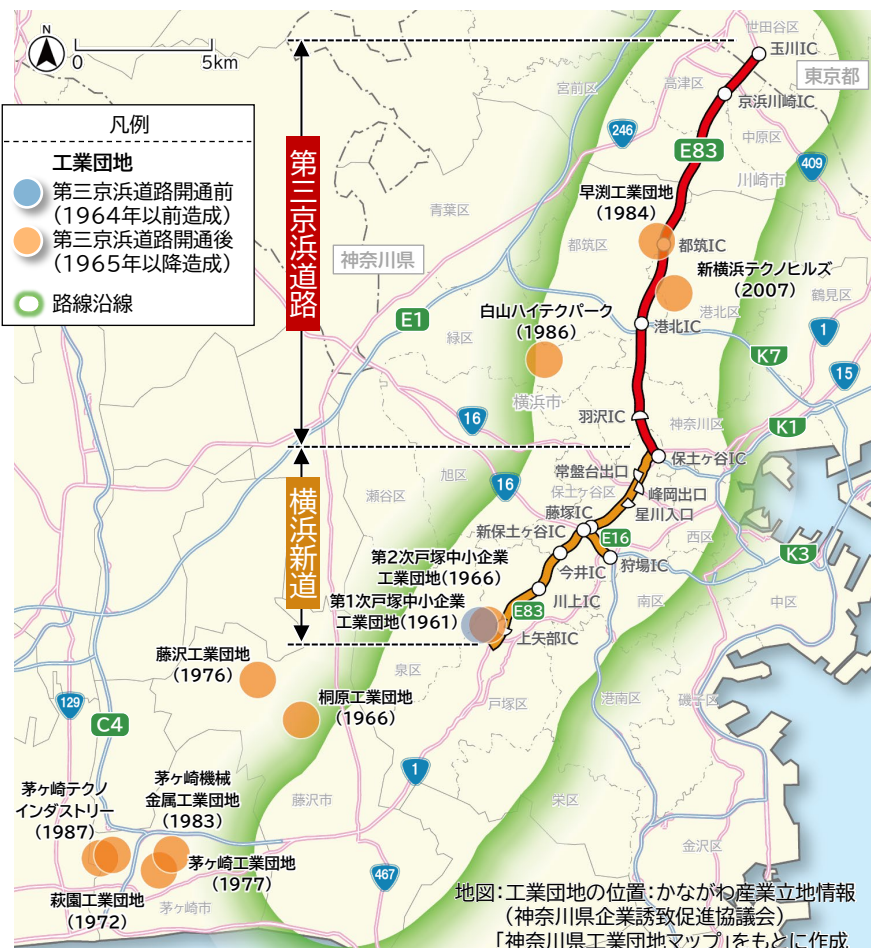 N
0
5km
凡例
工業団地
第三京浜道路開通前
(1964年以前造成)
第三京浜道路開通後
(1965年以降造成)
路線沿線
第三京浜道路
横浜新道
世田谷区
玉川IC
東京都
高津区
宮前区
京浜川崎IC
中原区
246
E83
409
川崎市
早渕工業団地
(1984)
青葉区
都筑区
都筑IC
神奈川県
新横浜テクノヒルズ
(2007)
鶴見区
港北区
E1
白山ハイテクパーク
(1986)
港北IC
1
緑区
K7
15
横浜市
羽沢IC
16
神奈川区
K1
保土ヶ谷IC
旭区
常盤台出口
16
保土ヶ谷区
峰岡出口
瀬谷区
星川入口
藤塚IC
新保土ヶ谷IC
西区
E16
K3
第2次戸塚中小企業
工業団地(1966)
今井IC
狩場IC
中区
南区
第1次戸塚中小企業
工業団地(1961)
川上IC
E83
上矢部IC
藤沢工業団地
(1976)
泉区
桐原工業団地
(1966)
戸塚区
港南区
磯子区
129
C4
1
茅ヶ崎テクノ
インダストリー
(1987)
茅ヶ崎機械
金属工業団地
(1983)
藤沢市
栄区
金沢区
茅ヶ崎工業団地
(1977)
467
萩園工業団地
(1972)
茅ヶ崎市
地図:工業団地の位置:かながわ産業立地情報
(神奈川県企業誘致促進協議会)
「神奈川県工業団地マップ」をもとに作成